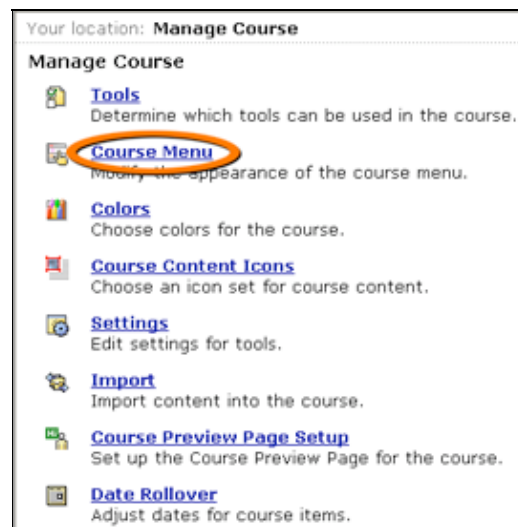 Your location: Manage Course
Manage Course
Tools
Determine which tools can be used in the course.
Course Menu
Modify the appearance of the course menu.
Colors
Choose colors for the course.
Course Content Icons
Choose an icon set for course content.
Settings
Edit settings for tools.
Import
Import content into the course.
Course Preview Page Setup
Set up the Course Preview Page for the course.
Date Rollover
Adjust dates for course items.